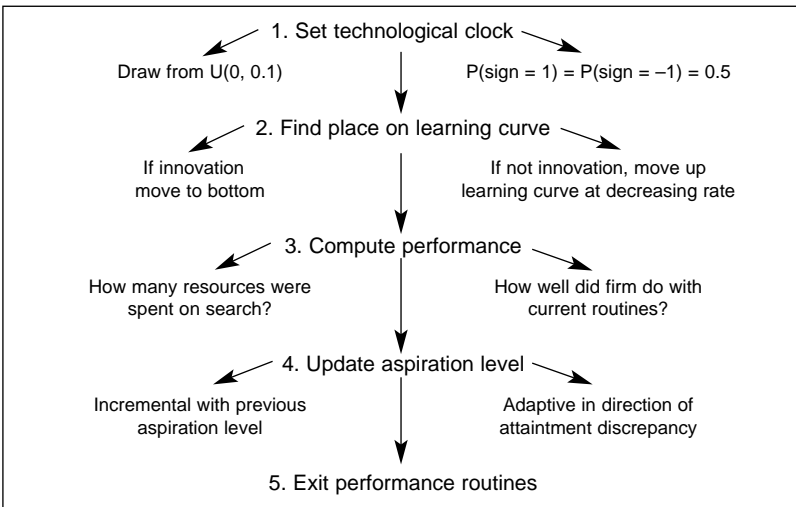 1. Set technological clock
Draw from U(0, 0.1)
P(sign = 1) = P(sign = –1) = 0.5
2. Find place on learning curve
If innovation
move to bottom
If not innovation, move up
learning curve at decreasing rate
3. Compute performance
How many resources were
spent on search?
How well did firm do with
current routines?
4. Update aspiration level
Incremental with previous
aspiration level
Adaptive in direction of
attaintment discrepancy
5. Exit performance routines